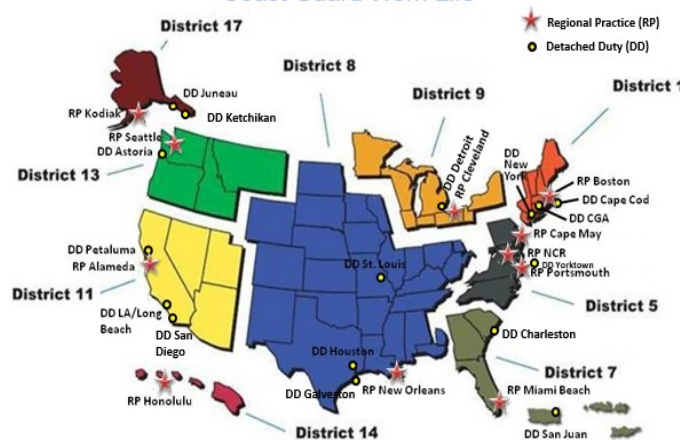 Coast Guard Work Life
Regional Practice (RP)
Detached Duty (DD)
District 17
District 8
District 9
District 1
DD Juneau
DD Ketchikan
RP Kodiak
RP Seattle
DD Astoria
District 13
DD Detroit
RP Cleveland
DD
New
York
RP Boston
DD Cape Cod
DD CGA
RP Cape May
RP NCR
DD Yorktown
RP Portsmouth
District 5
DD Petaluma
RP Alameda
District 11
DD LA/Long
Beach
DD San
Diego
DD St. Louis
DD Houston
DD Galveston
RP New Orleans
DD Charleston
District 7
RP Miami Beach
DD San Juan
RP Honolulu
District 14